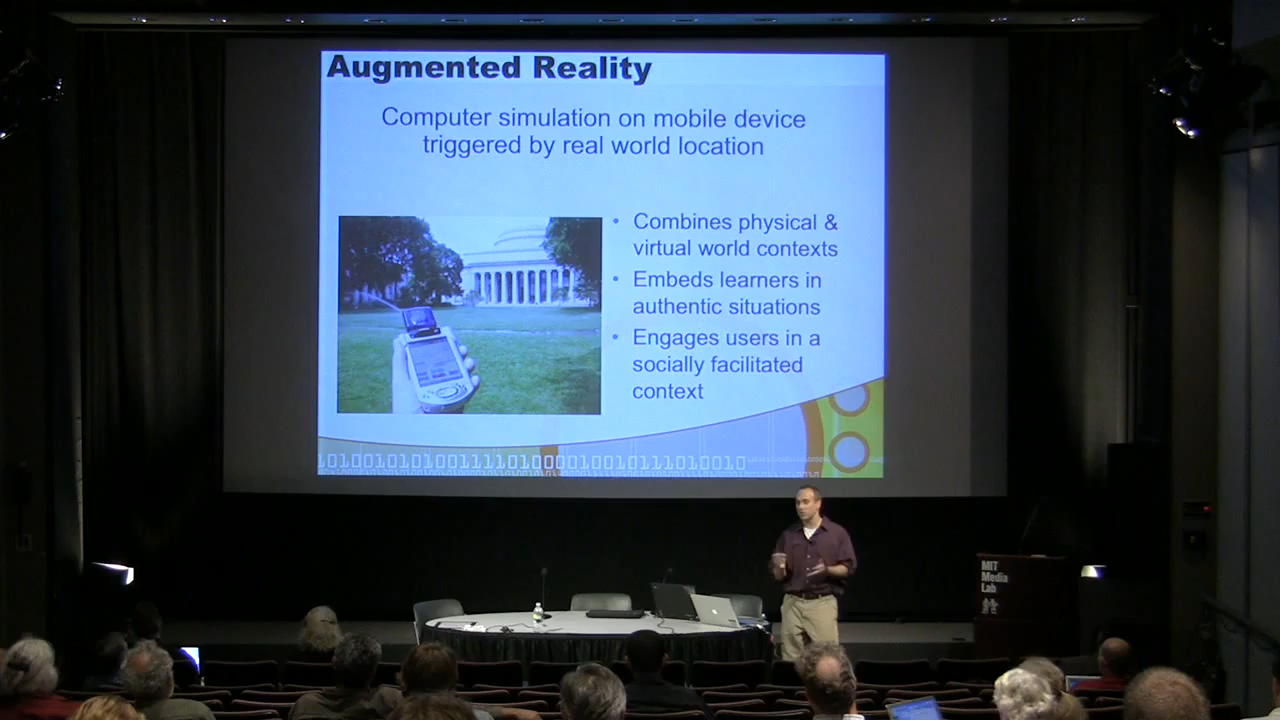 Augmented Reality
Computer simulation on mobile device
triggered by real world location
• Combines physical &
virtual world contexts
• Embeds learners in
authentic situations
• Engages users in a
socially facilitated
context
MIT
Media
Lab